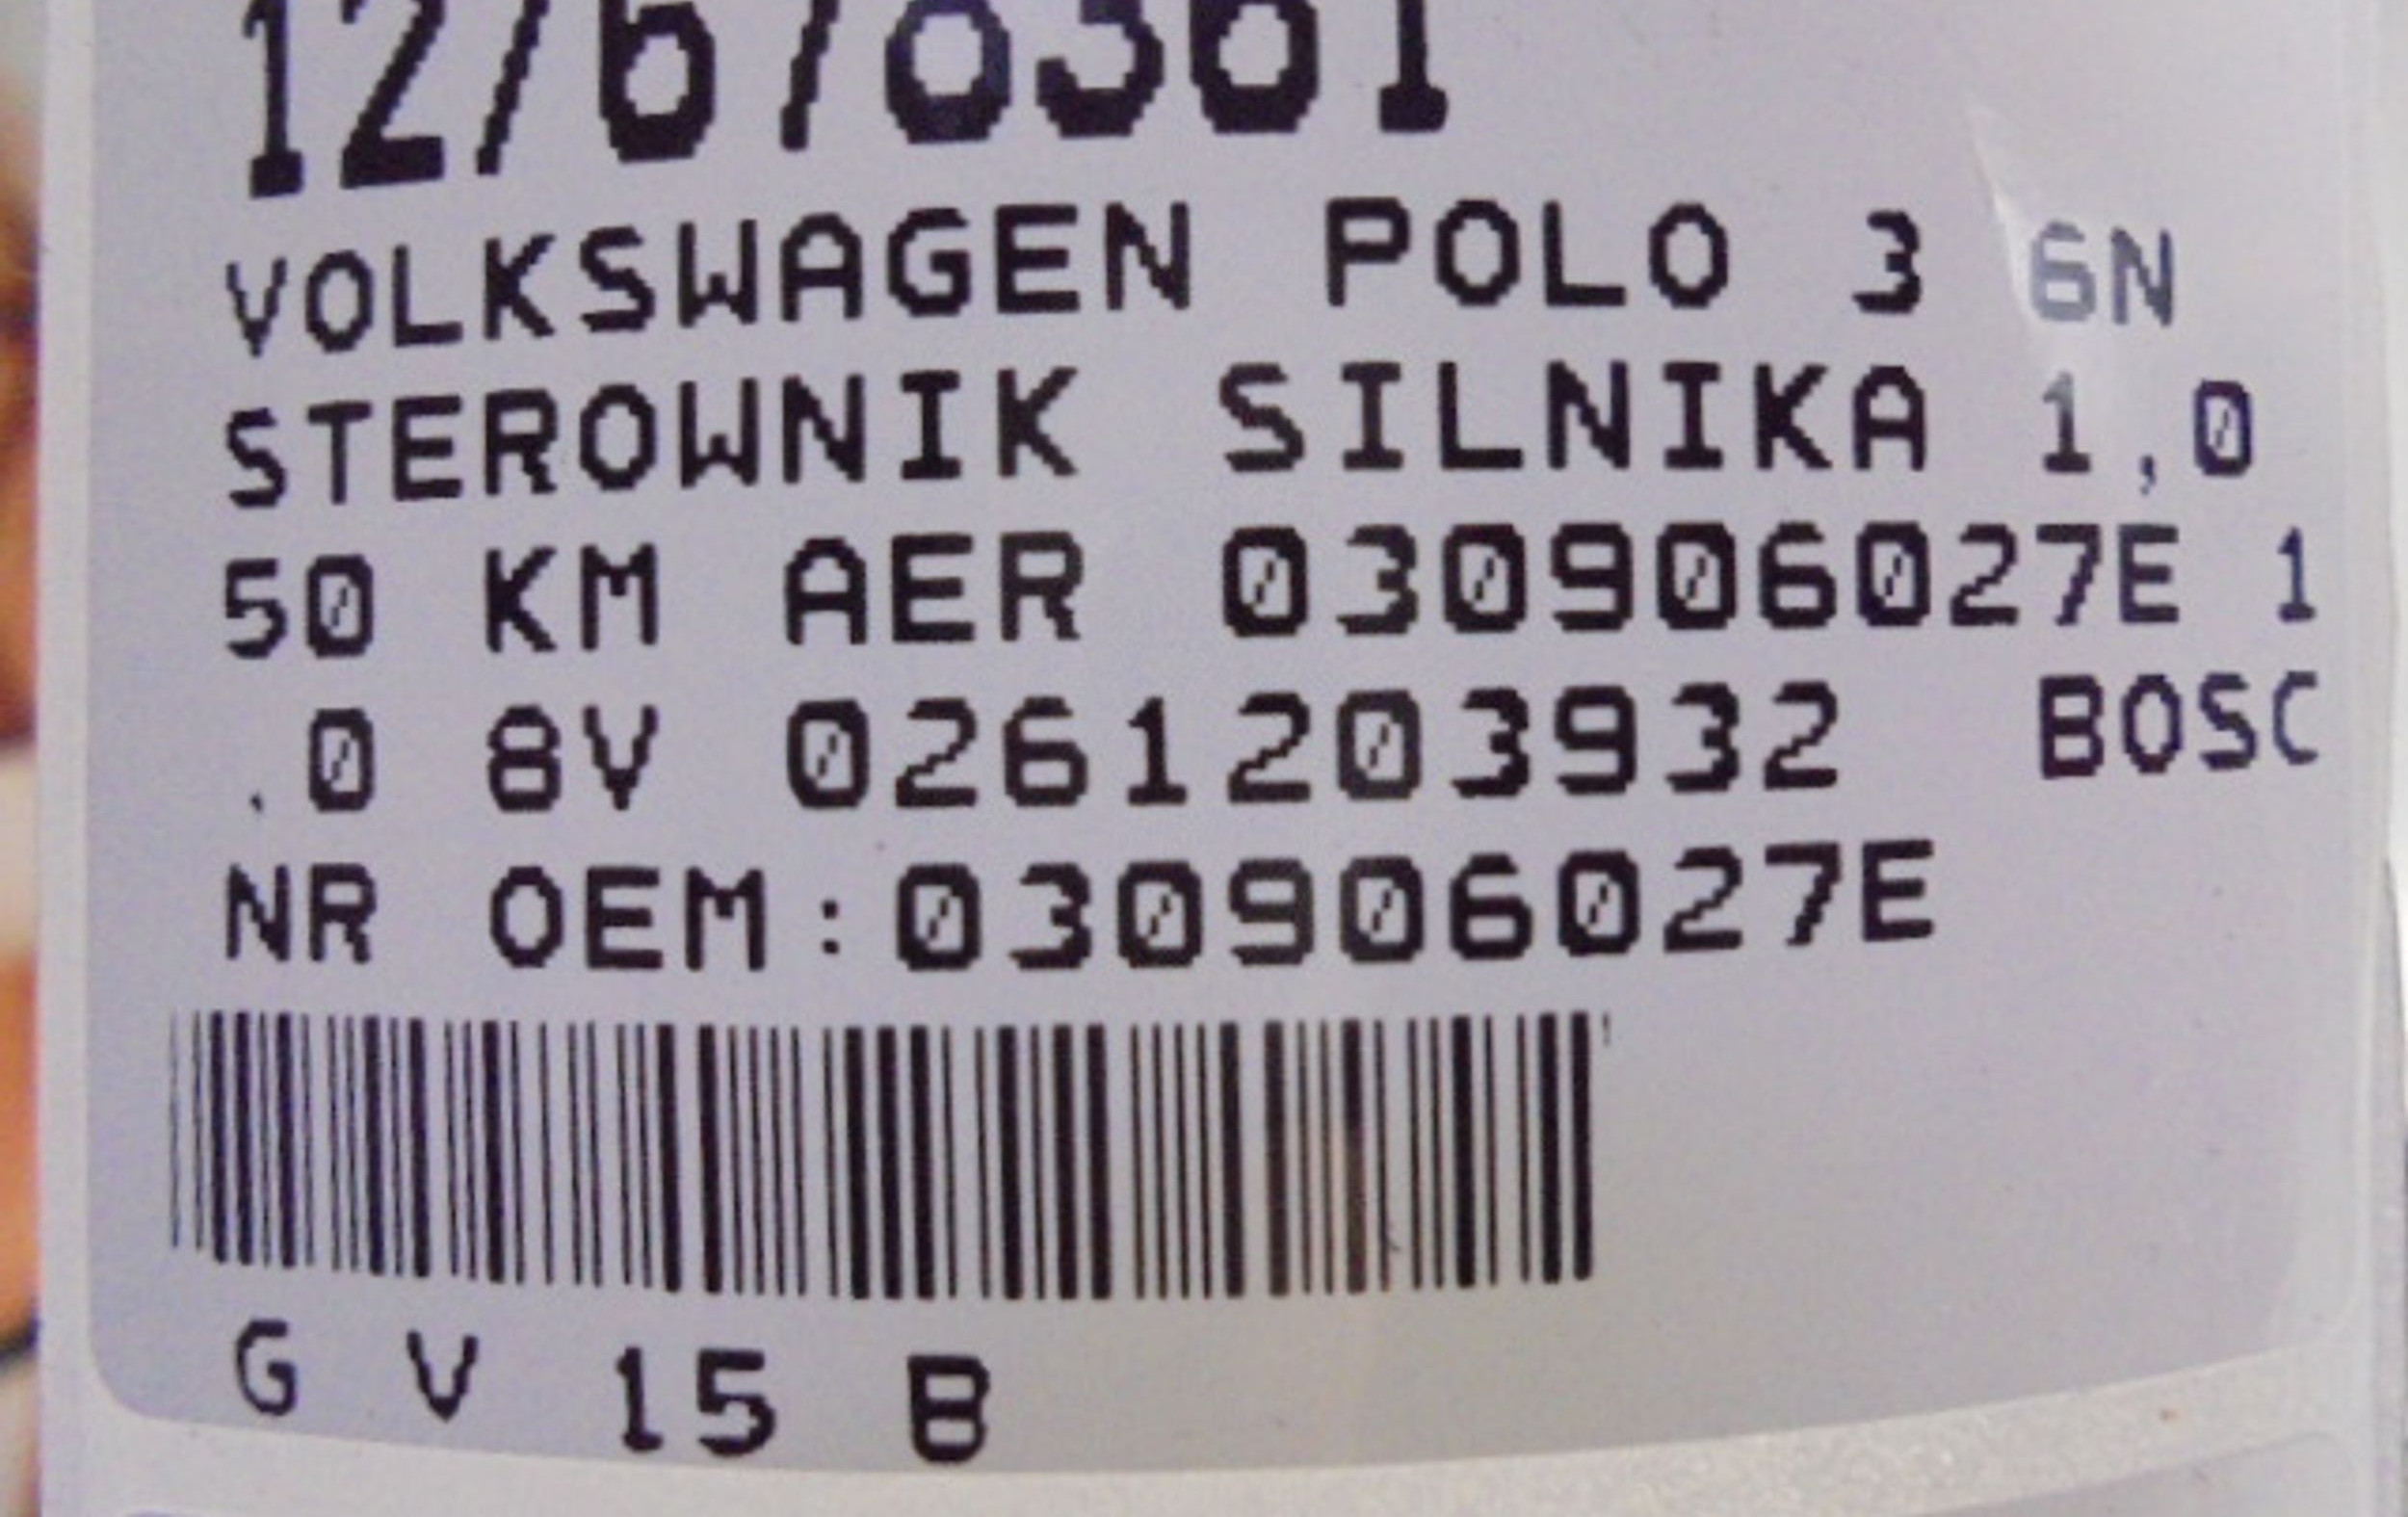 VOLKSWAGEN POLO 3 6N
STEROWNIK SILNIKA 1,0
50 KM AER 030906027E 1
.0 8V 0261203932 BOSC
NR OEM:030906027E
G V 15 B